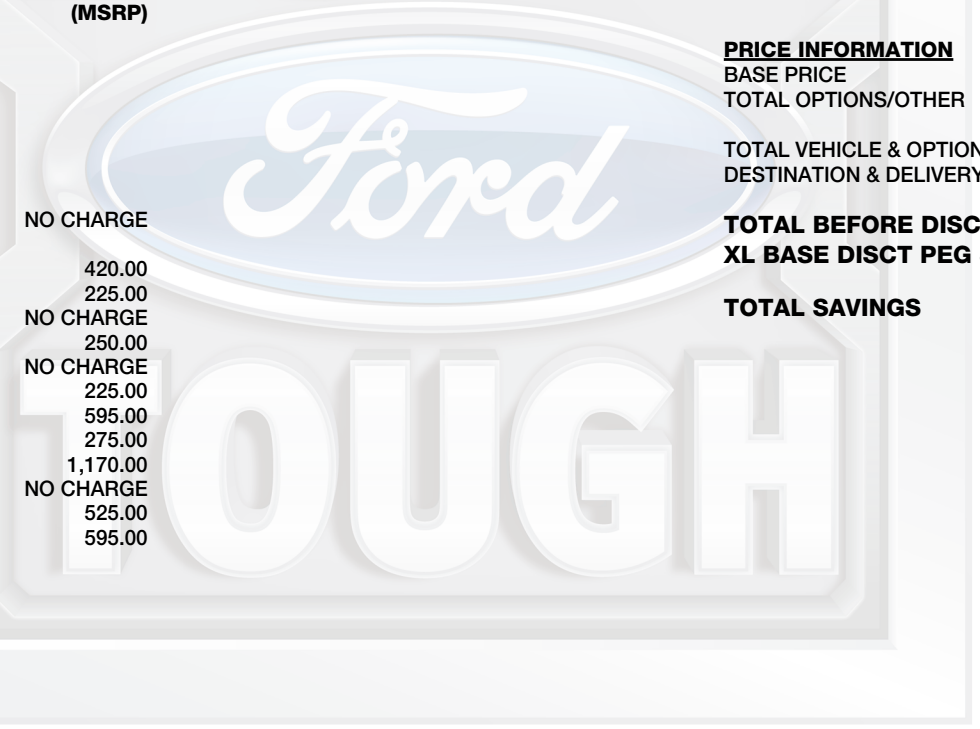 (MSRP)
NO CHARGE
420.00
225.00
NO CHARGE
250.00
NO CHARGE
225.00
595.00
275.00
1,170.00
NO CHARGE
525.00
595.00
PRICE INFORMATION
BASE PRICE
TOTAL OPTIONS/OTHER
TOTAL VEHICLE & OPTION
DESTINATION & DELIVERY
TOTAL BEFORE DISC
XL BASE DISCT PEG
TOTAL SAVINGS
Ford
TOUGH